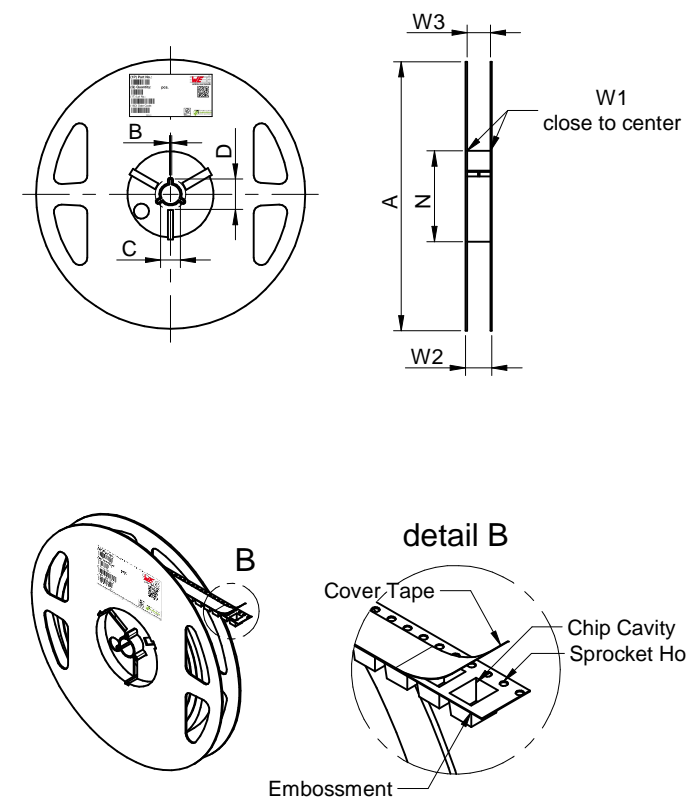 W3
B
D
W1
close to center
A
N
C
W2
detail B
B
Cover Tape
Chip Cavity
Sprocket Ho
Embossment